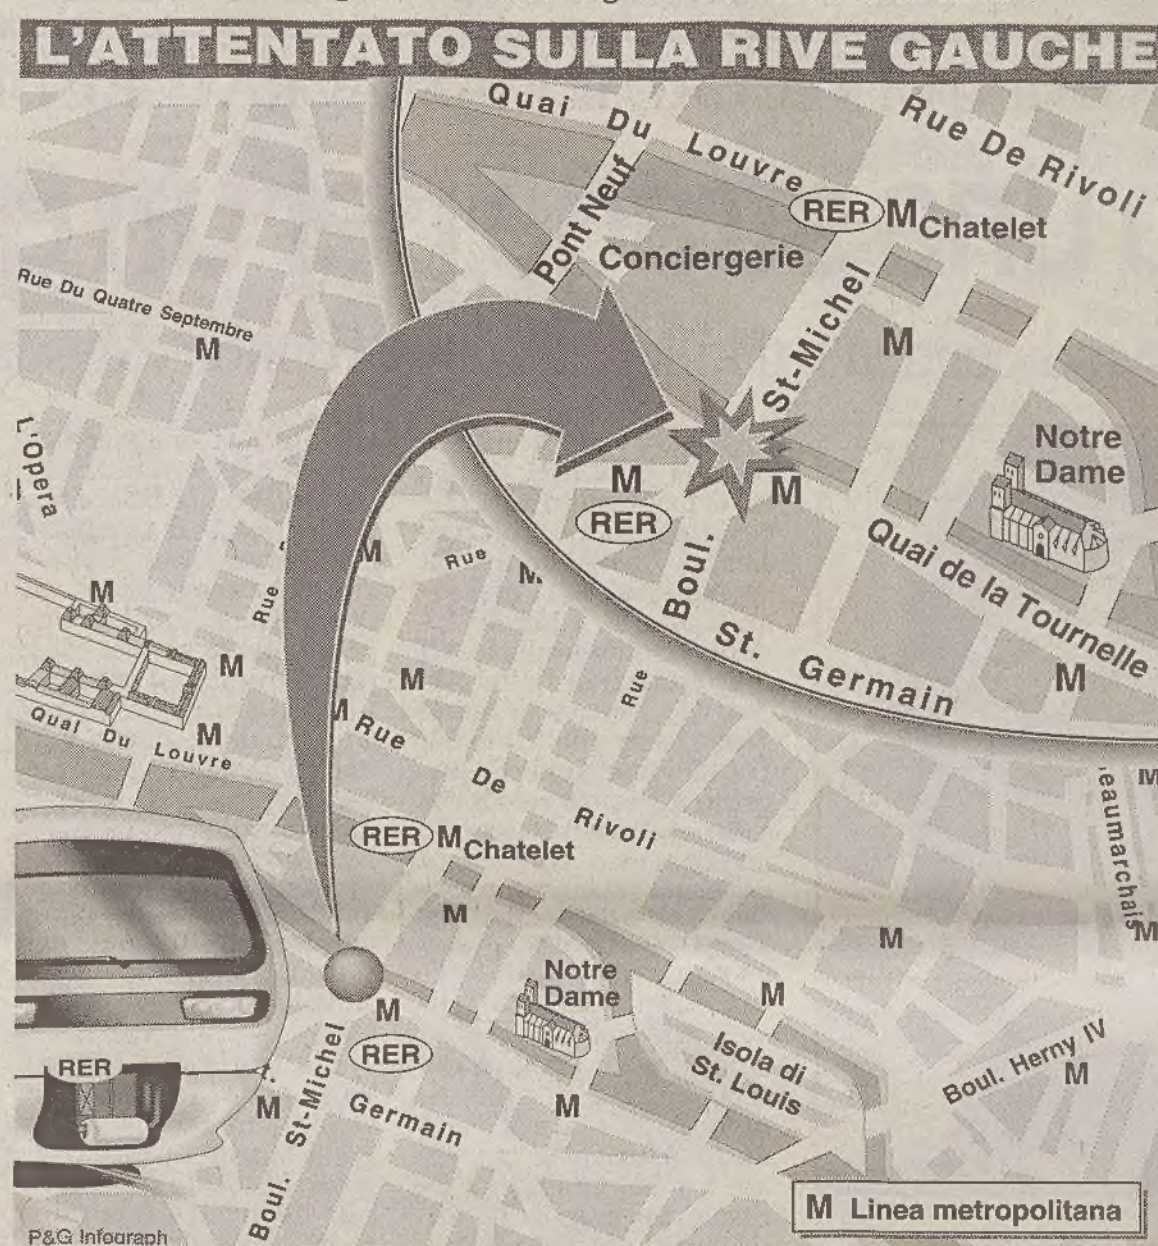 L'ATTENTATO SULLA RIVE GAUCHE
Quai Du Louvre
Rue De Rivoli
Pont Neuf
RER M Chatelet
Conciergerie
Boul. St-Michel
M
Notre
Dame
M
M
RER
Quai de la Tournelle
St. Germain
M
Rue Du Quatre Septembre
M
L'Opera
M
Rue
M
Rue
M
M
M
M
Rue
M
Quai Du Louvre
M
Rue De Rivoli
RER M Chatelet
M
M
eaumarchais
M
M
Notre
Dame
M
M
RER
Isola di
St. Louis
Boul. Herny IV
M
RER
M
Boul. St-Michel
Germain
M
M Linea metropolitana
P&G Infograph